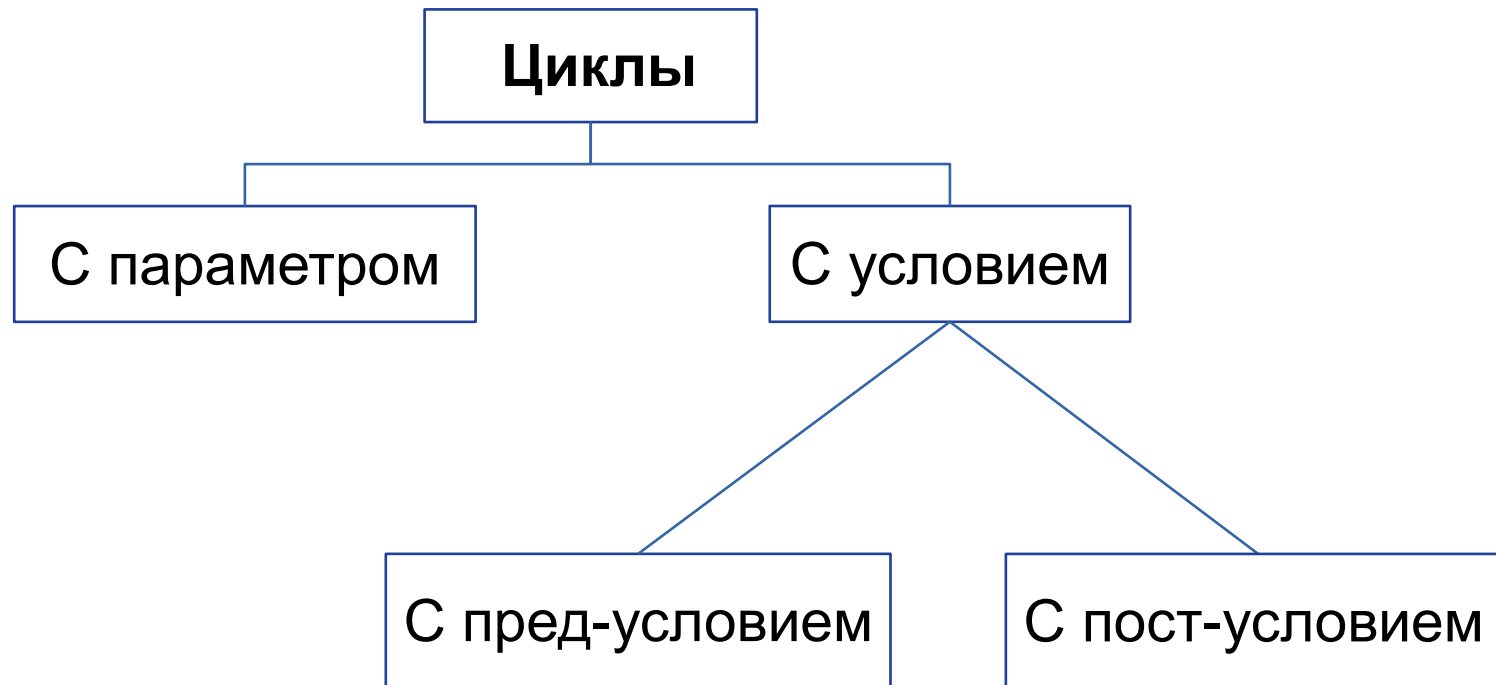 Циклы
С параметром
С условием
С пред-условием
С пост-условием